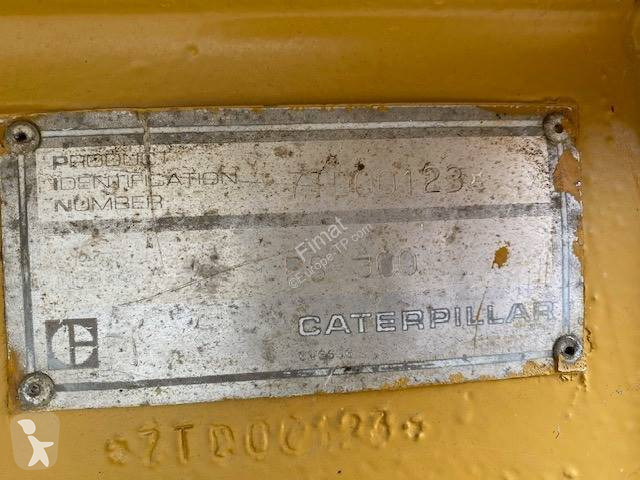 PRODUCT
IDENTIFICATION
NUMBER
7TD00123*
CATERPILLAR
Fimat
©Europe-TP.com
*7TD00123*